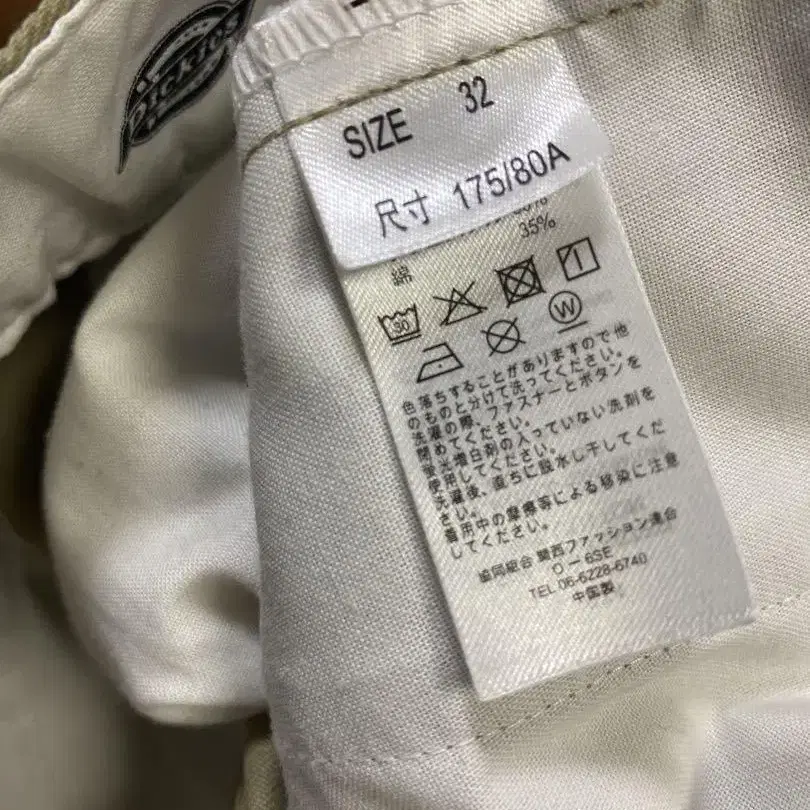 Dickies
SIZE 32
尺寸 175/80A
35%
綿
30
W
色落ちすることがありますので他
のものと分けて洗ってください。
洗濯の際、ファスナーとボタンを
閉めてください。
蛍光増白剤の入っていない洗剤を
使用してください。
洗濯後、直ちに脱水し干してくだ
さい。
着用中の摩擦等による移染に注意
してください。
協同組合 関西ファッション連合
O－6SE
TEL 06-6228-6740
中国製